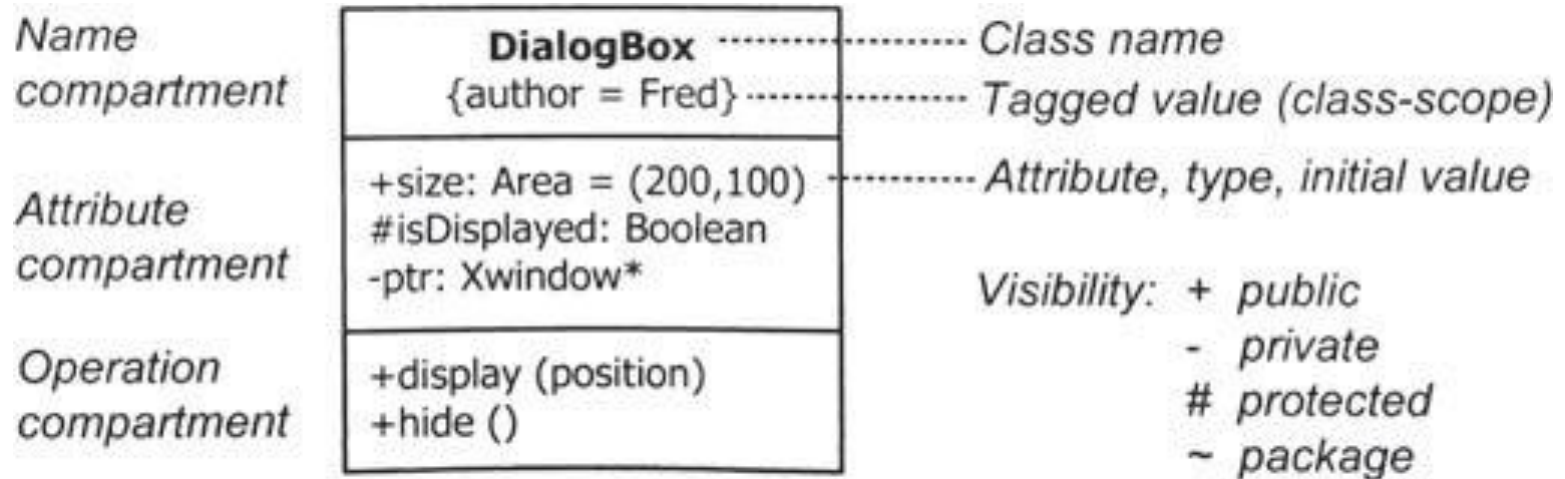 Name
compartment
DialogBox
{author = Fred}
Class name
Tagged value (class-scope)
Attribute
compartment
+size: Area = (200,100)
#isDisplayed: Boolean
-ptr: Xwindow*
Attribute, type, initial value
Operation
compartment
+display (position)
+hide ()
Visibility: + public
- private
# protected
~ package